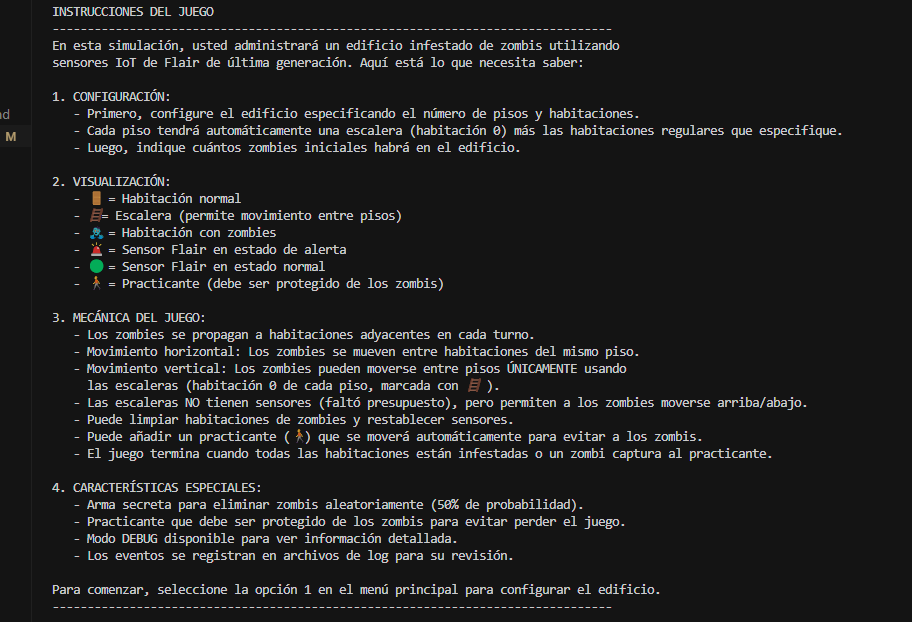 INSTRUCCIONES DEL JUEGO
--------------------------------------------------------------------------------
En esta simulación, usted administrará un edificio infestado de zombis utilizando
sensores IoT de Flair de última generación. Aquí está lo que necesita saber:
1. CONFIGURACIÓN:
- Primero, configure el edificio especificando el número de pisos y habitaciones.
- Cada piso tendrá automáticamente una escalera (habitación 0) más las habitaciones regulares que especifique.
- Luego, indique cuántos zombies iniciales habrá en el edificio.
2. VISUALIZACIÓN:
- 🚪 = Habitación normal
- 🪜= Escalera (permite movimiento entre pisos)
- 🧟 = Habitación con zombies
- 🚨 = Sensor Flair en estado de alerta
- 🟢 = Sensor Flair en estado normal
- 🚶 = Practicante (debe ser protegido de los zombis)
3. MECÁNICA DEL JUEGO:
- Los zombies se propagan a habitaciones adyacentes en cada turno.
- Movimiento horizontal: Los zombies se mueven entre habitaciones del mismo piso.
- Movimiento vertical: Los zombies pueden moverse entre pisos ÚNICAMENTE usando
las escaleras (habitación 0 de cada piso, marcada con 🪜 ).
- Las escaleras NO tienen sensores (faltó presupuesto), pero permiten a los zombies moverse arriba/abajo.
- Puede limpiar habitaciones de zombies y restablecer sensores.
- Puede añadir un practicante (🚶) que se moverá automáticamente para evitar a los zombis.
- El juego termina cuando todas las habitaciones están infestadas o un zombi captura al practicante.
4. CARACTERÍSTICAS ESPECIALES:
- Arma secreta para eliminar zombis aleatoriamente (50% de probabilidad).
- Practicante que debe ser protegido de los zombis para evitar perder el juego.
- Modo DEBUG disponible para ver información detallada.
- Los eventos se registran en archivos de log para su revisión.
Para comenzar, seleccione la opción 1 en el menú principal para configurar el edificio.
--------------------------------------------------------------------------------
M